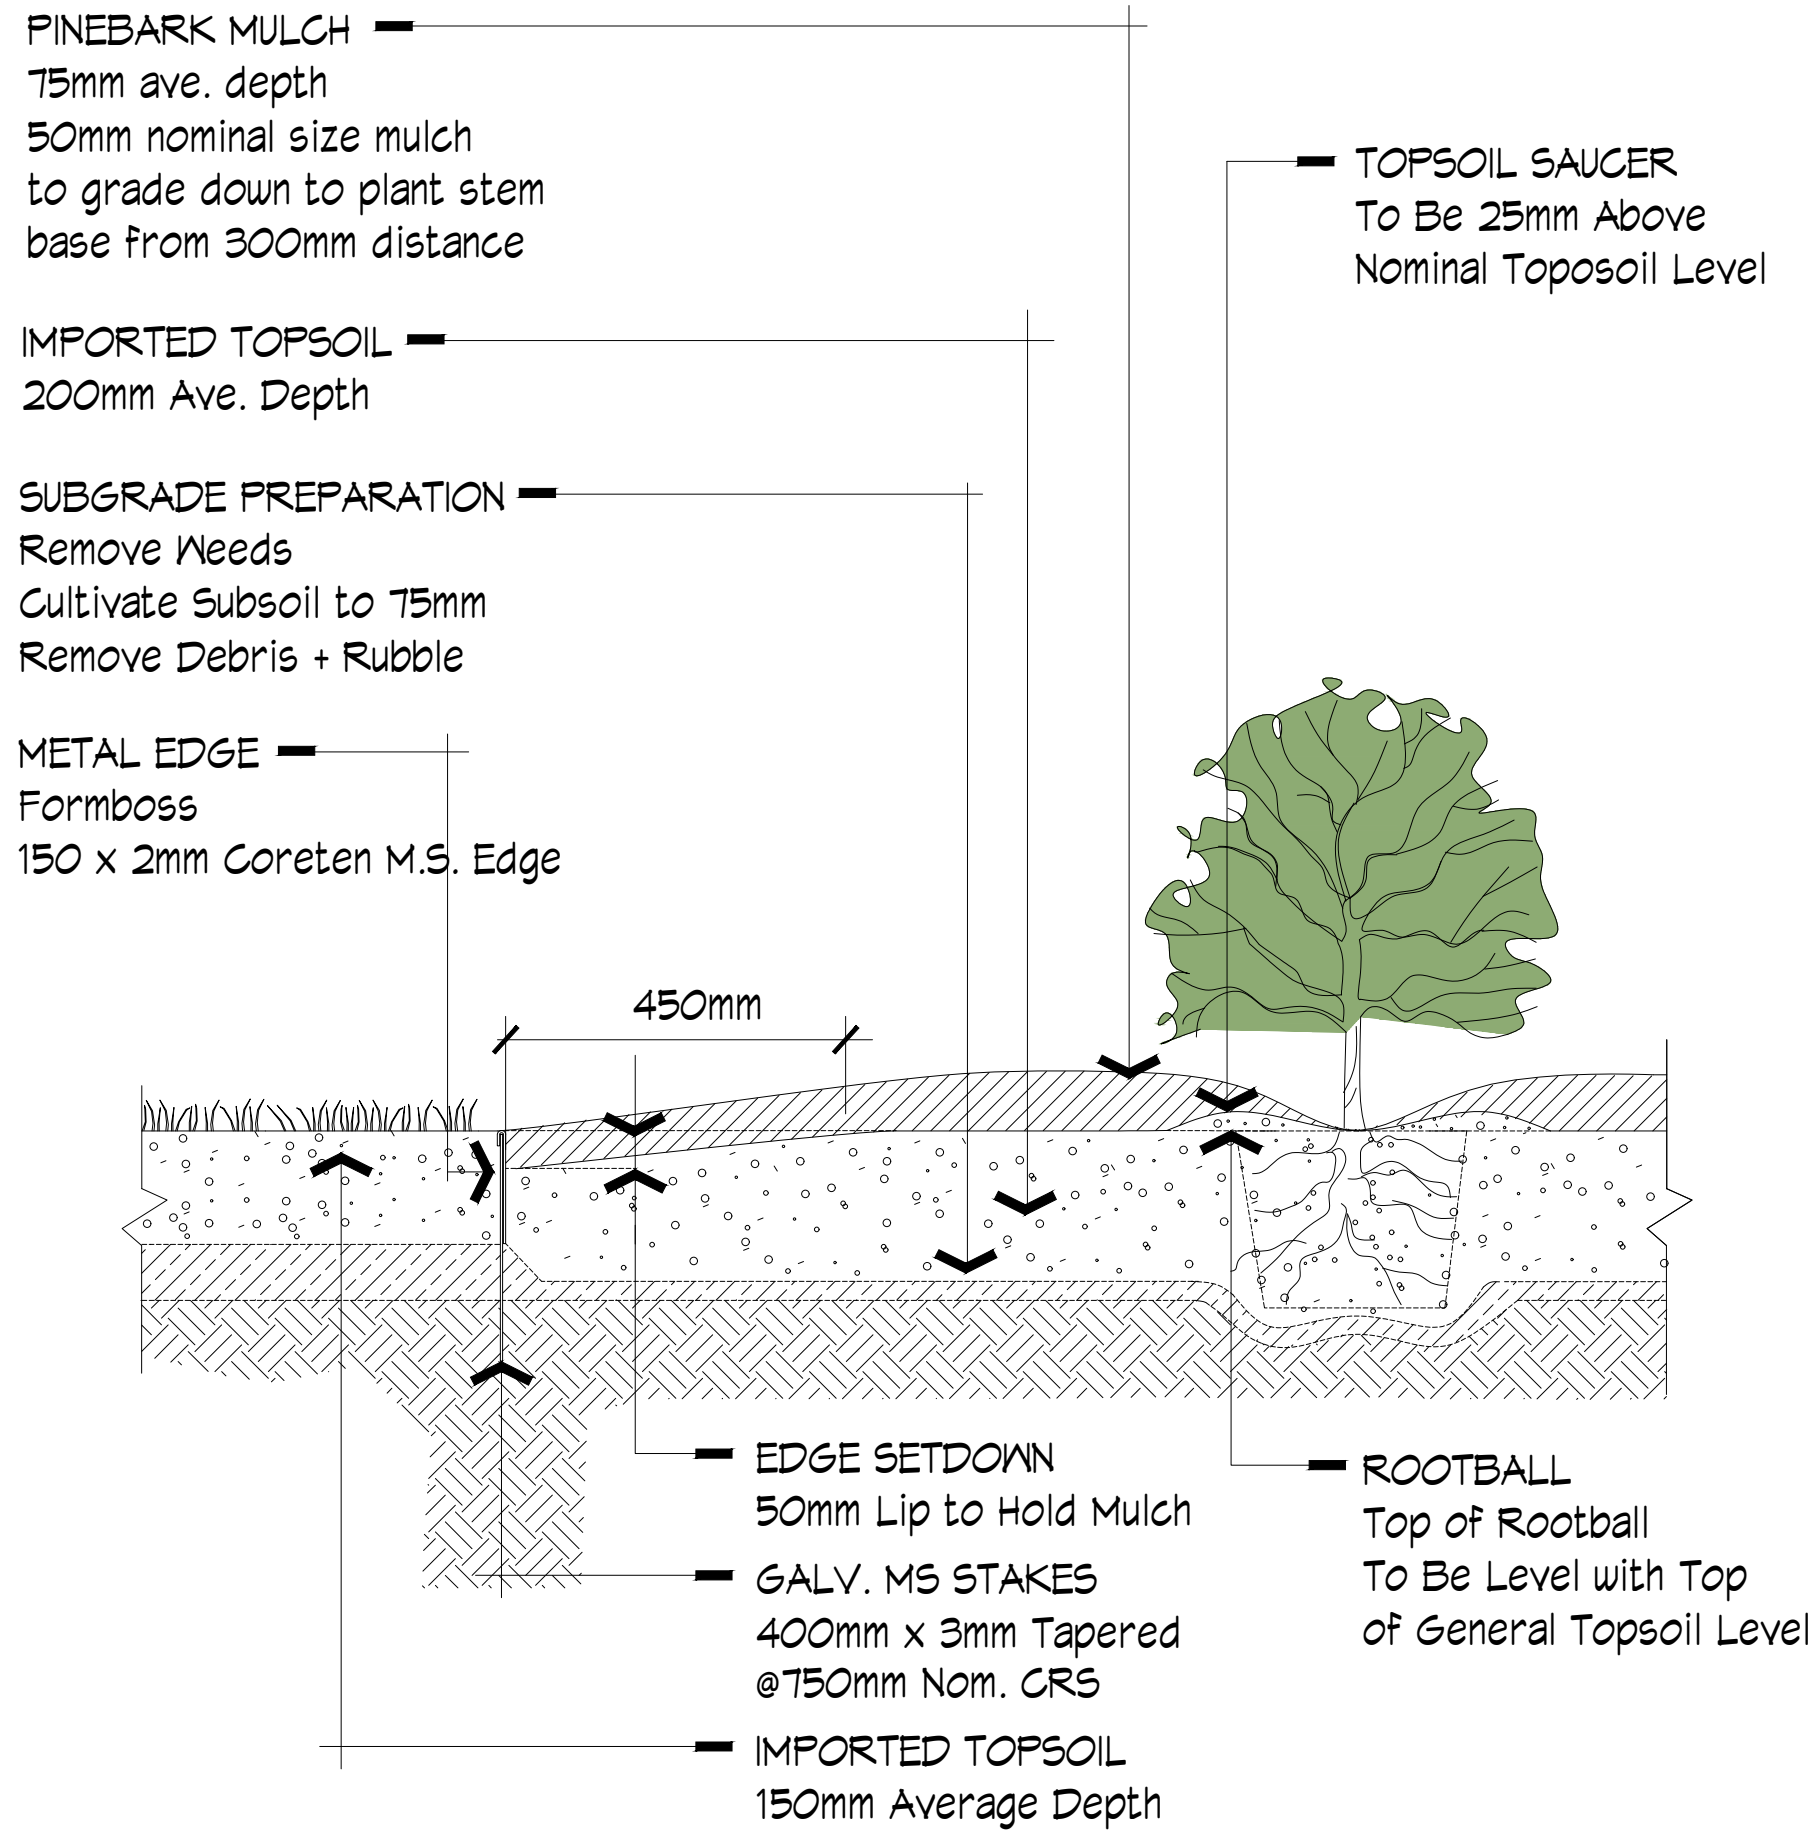 PINEBARK MULCH
75mm ave. depth
50mm nominal size mulch
to grade down to plant stem
base from 300mm distance
TOPSOIL SAUCER
To Be 25mm Above
Nominal Toposoil Level
IMPORTED TOPSOIL
200mm Ave. Depth
SUBGRADE PREPARATION
Remove Weeds
Cultivate Subsoil to 75mm
Remove Debris + Rubble
METAL EDGE
Formboss
150 x 2mm Coreten M.S. Edge
450mm
EDGE SETDOWN
50mm Lip to Hold Mulch
GALV. MS STAKES
400mm x 3mm Tapered
@750mm Nom. CRS
IMPORTED TOPSOIL
150mm Average Depth
ROOTBALL
Top of Rootball
To Be Level with Top
of General Topsoil Level